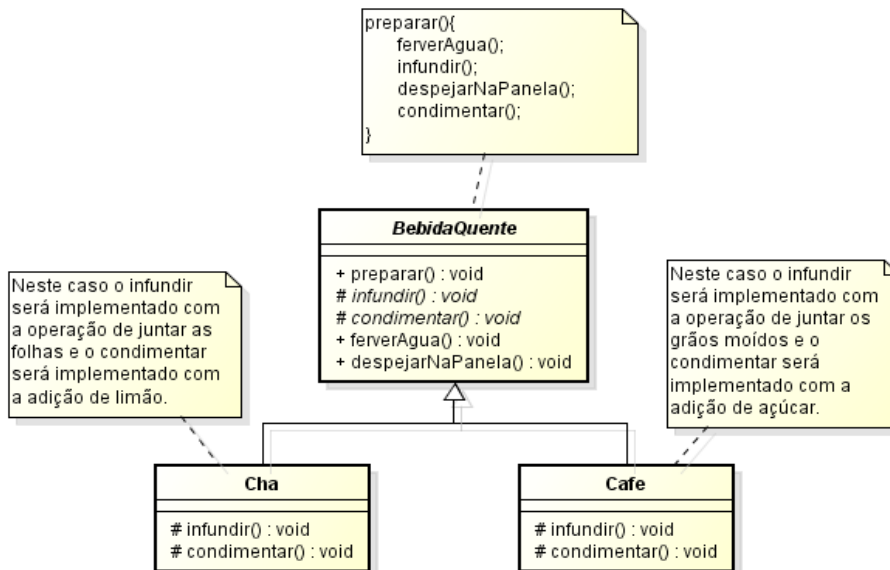 preparar(){
ferverAgua();
infundir();
despejarNaPanela();
condimentar();
}
BebidaQuente
+ preparar() : void
# infundir() : void
# condimentar() : void
+ ferverAgua() : void
+ despejarNaPanela() : void
Neste caso o infundir
será implementado com
a operação de juntar as
folhas e o condimentar
será implementado com
a adição de limão.
Neste caso o infundir
será implementado com
a operação de juntar os
grãos moídos e o
condimentar será
implementado com a
adição de açúcar.
Cha
# infundir() : void
# condimentar() : void
Cafe
# infundir() : void
# condimentar() : void